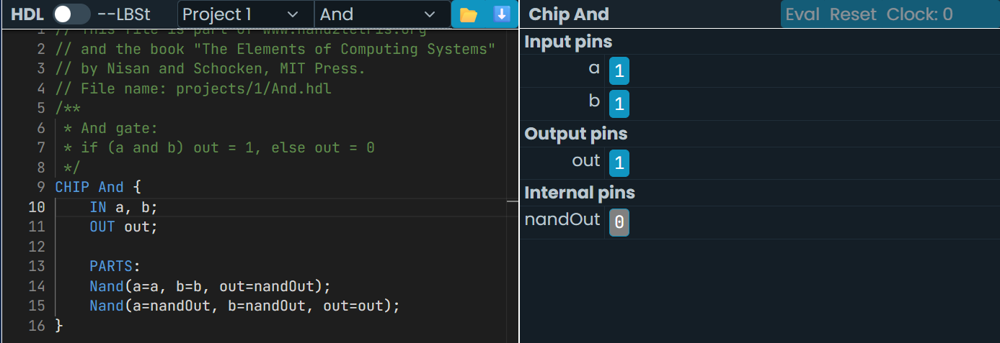 HDL --LBSt Project 1 And
1 // This file is part of www.nand2tetris.org
2 // and the book "The Elements of Computing Systems"
3 // by Nisan and Schocken, MIT Press.
4 // File name: projects/1/And.hdl
5 /**
6 * And gate:
7 * if (a and b) out = 1, else out = 0
8 */
9 CHIP And {
10 IN a, b;
11 OUT out;
12
13 PARTS:
14 Nand(a=a, b=b, out=nandOut);
15 Nand(a=nandOut, b=nandOut, out=out);
16 }
Chip And Eval Reset Clock: 0
Input pins
a 1
b 1
Output pins
out 1
Internal pins
nandOut 0